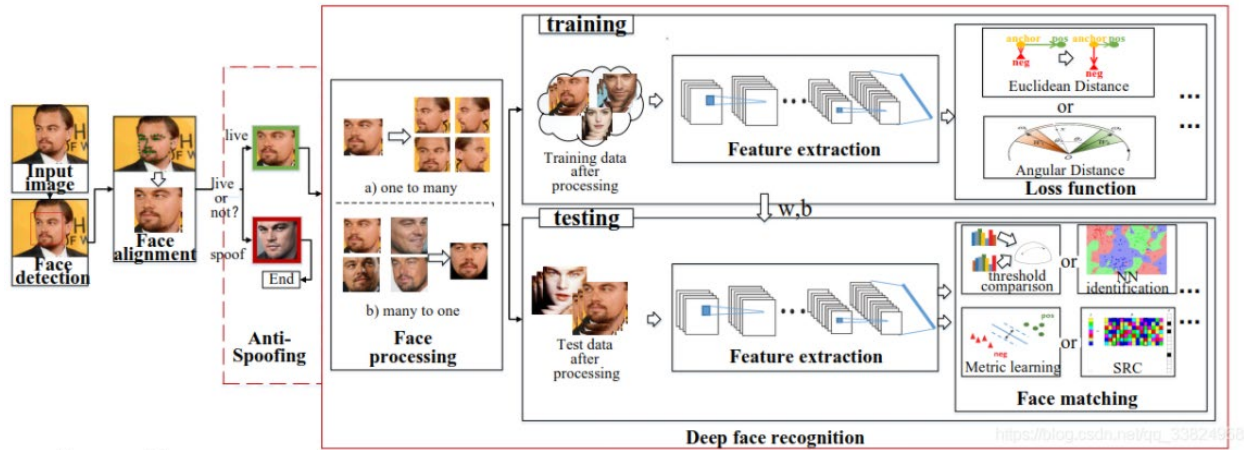 Input
image
Face
detection
Face
alignment
live
live
or
not?
spoof
End
Anti-
Spoofing
a) one to many
b) many to one
Face
processing
training
Training data
after
processing
Feature extraction
anchor
pos
neg
anchor
pos
neg
Euclidean Distance
or
Angular Distance
Loss function
...
...
w,b
testing
Test data
after
processing
Feature extraction
threshold
comparison
or
NN
identification
...
pos
neg
Metric learning
or
SRC
...
Face matching
Deep face recognition
https://blog.csdn.net/qq_33824968